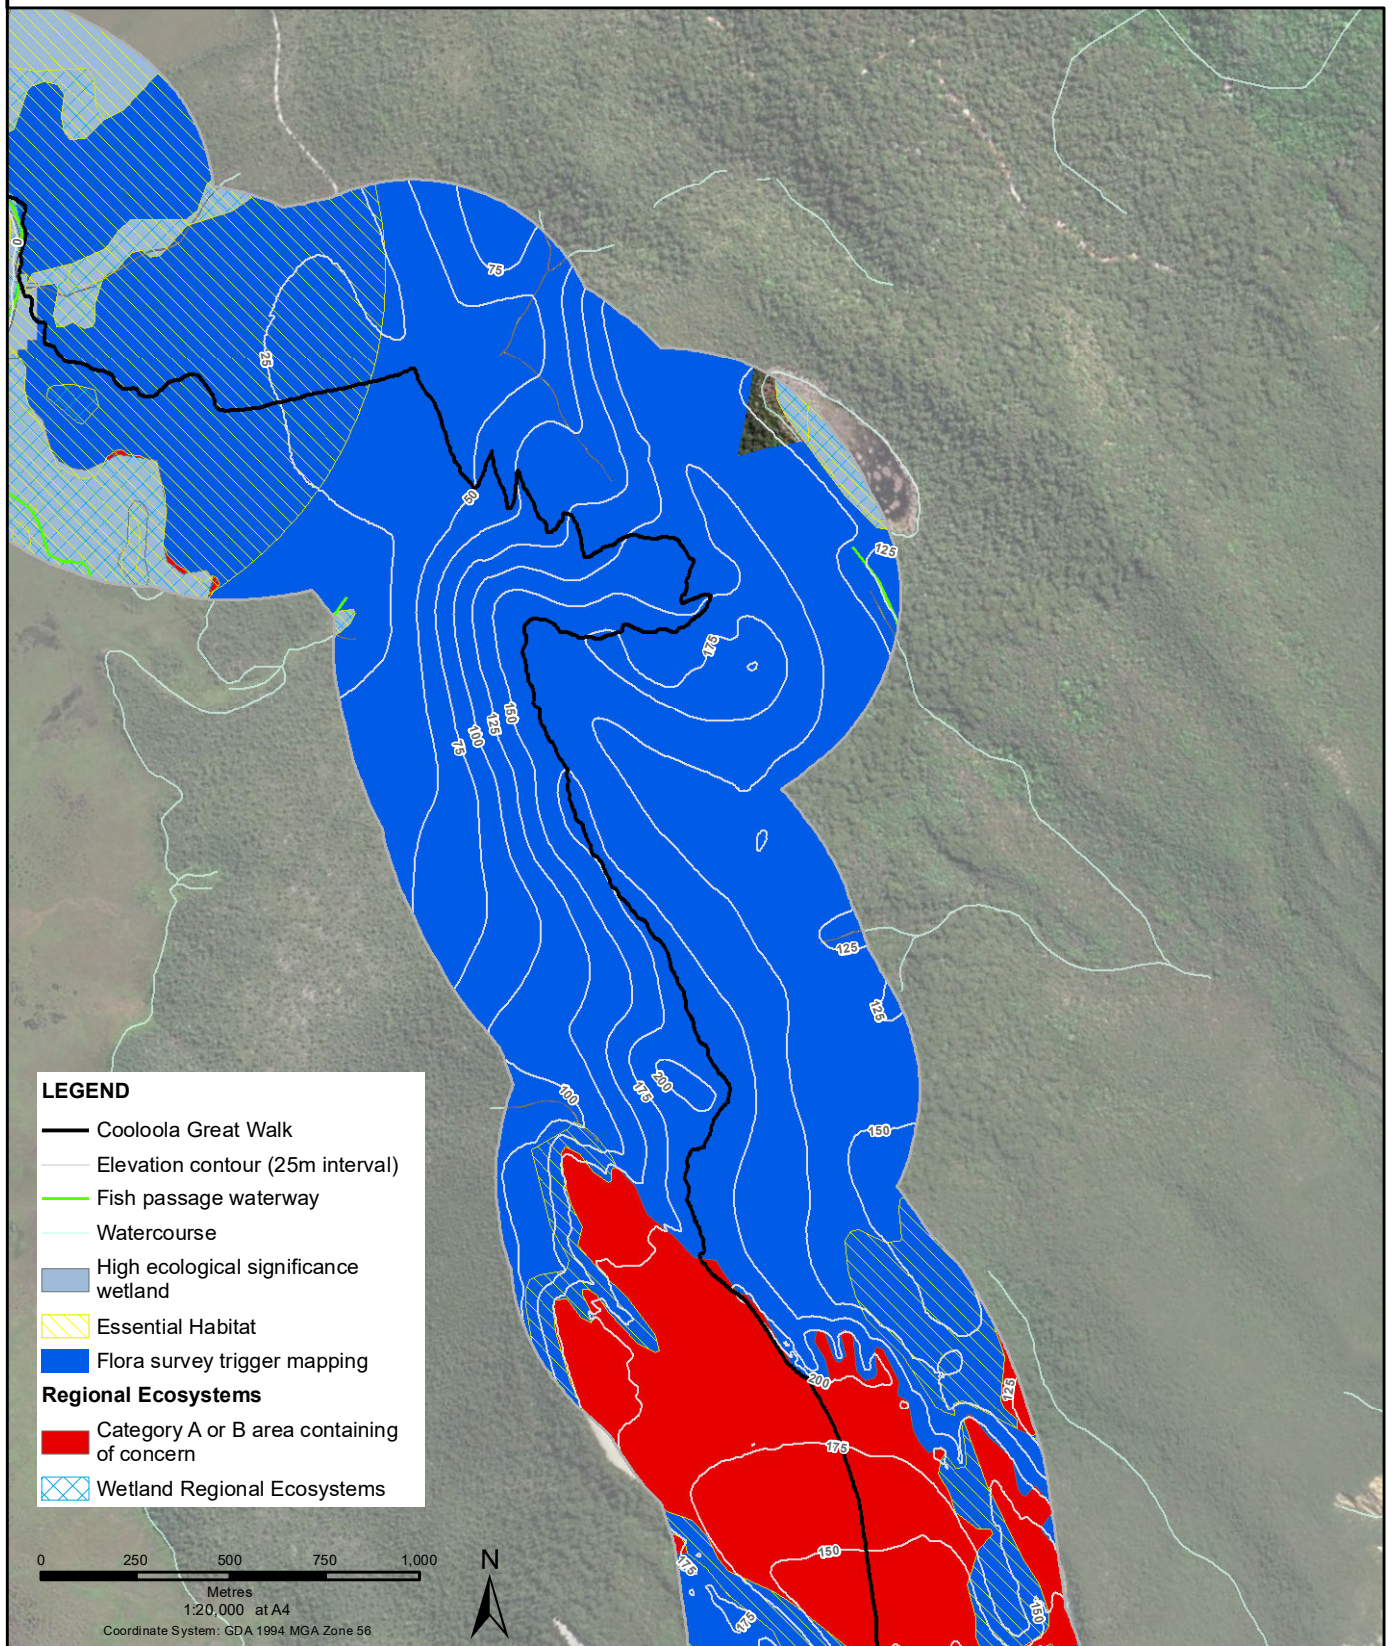 75
0
25
50
125
175
150
125
100
75
125
125
200
175
100
150
LEGEND
Cooloola Great Walk
Elevation contour (25m interval)
Fish passage waterway
Watercourse
High ecological significance
wetland
Essential Habitat
Flora survey trigger mapping
Regional Ecosystems
Category A or B area containing
of concern
Wetland Regional Ecosystems
200
125
175
150
175
150
175
0 250 500 750 1,000
Metres
1:20,000 at A4
Coordinate System: GDA 1994 MGA Zone 56
N